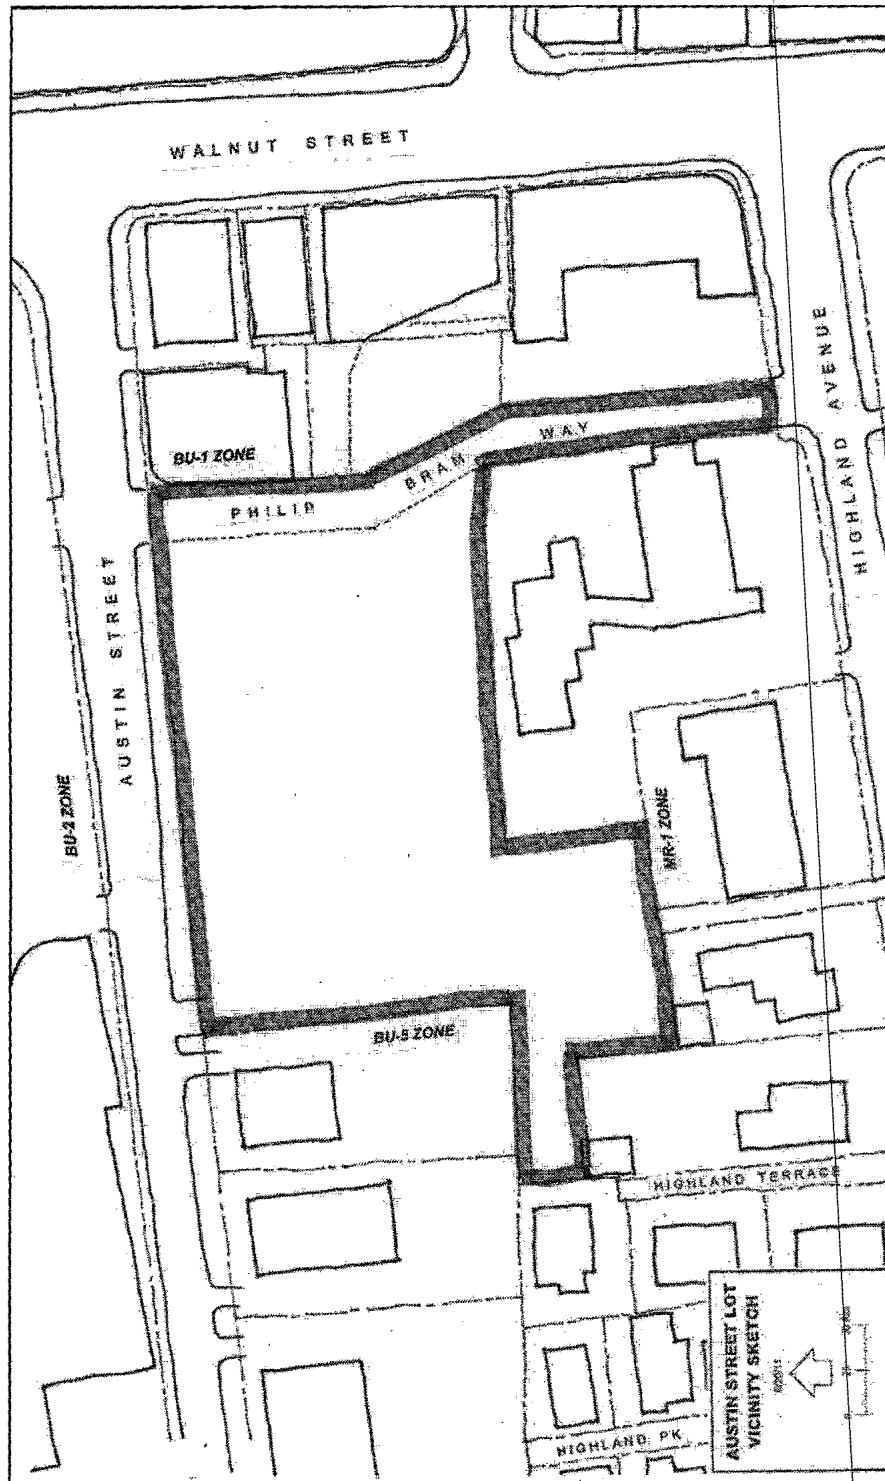 WALNUT STREET
BU-1 ZONE
PHILIP BRAM WAY
HIGHLAND AVENUE
AUSTIN STREET
BU-2 ZONE
MR-1 ZONE
BU-5 ZONE
HIGHLAND TERRACE
HIGHLAND PK
AUSTIN STREET LOT
VICINITY SKETCH
0